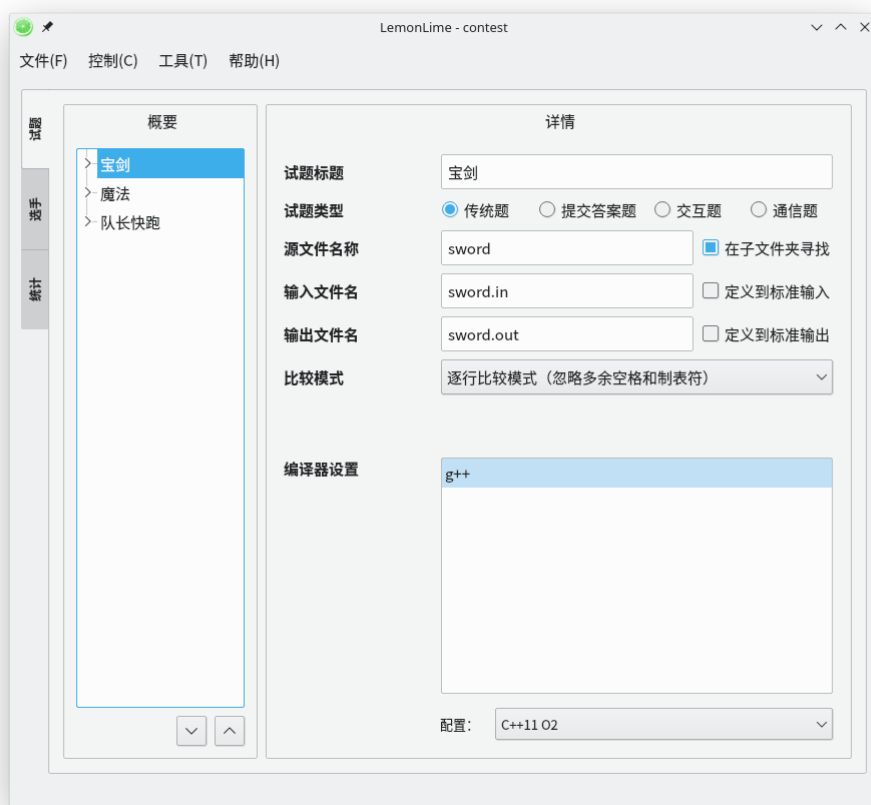 LemonLime - contest
文件(F) 控制(C) 工具(T) 帮助(H)
试题
选手
统计
概要
宝剑
魔法
队长快跑
详情
试题标题 宝剑
试题类型 传统题 提交答案题 交互题 通信题
源文件名称 sword 在子文件夹寻找
输入文件名 sword.in 定义到标准输入
输出文件名 sword.out 定义到标准输出
比较模式 逐行比较模式（忽略多余空格和制表符）
编译器设置 g++
配置： C++11 O2